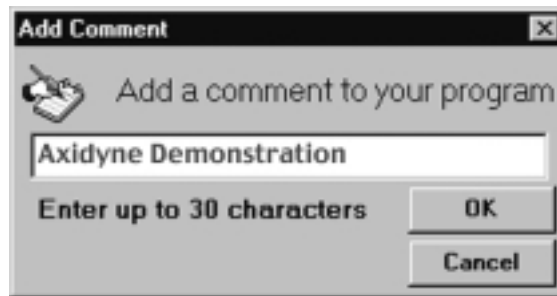 Add Comment
Add a comment to your program
Axidyne Demonstration
Enter up to 30 characters
OK
Cancel